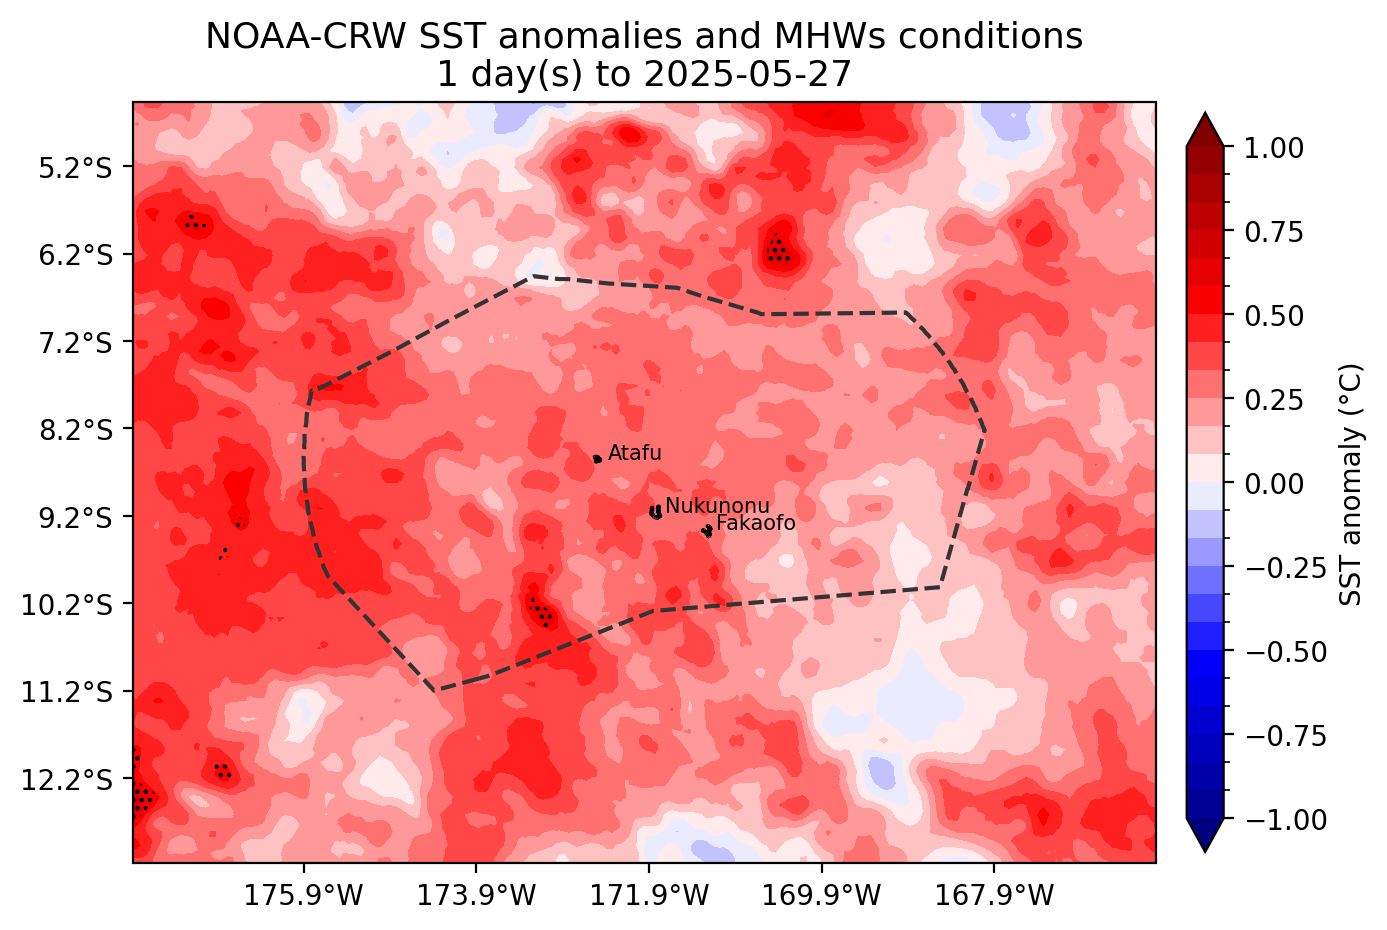 NOAA-CRW SST anomalies and MHWs conditions
1 day(s) to 2025-05-27
5.2°S
6.2°S
7.2°S
8.2°S
9.2°S
10.2°S
11.2°S
12.2°S
Atafu
Nukunonu
Fakaofo
175.9°W
173.9°W
171.9°W
169.9°W
167.9°W
1.00
0.75
0.50
0.25
0.00
−0.25
−0.50
−0.75
−1.00
SST anomaly (°C)